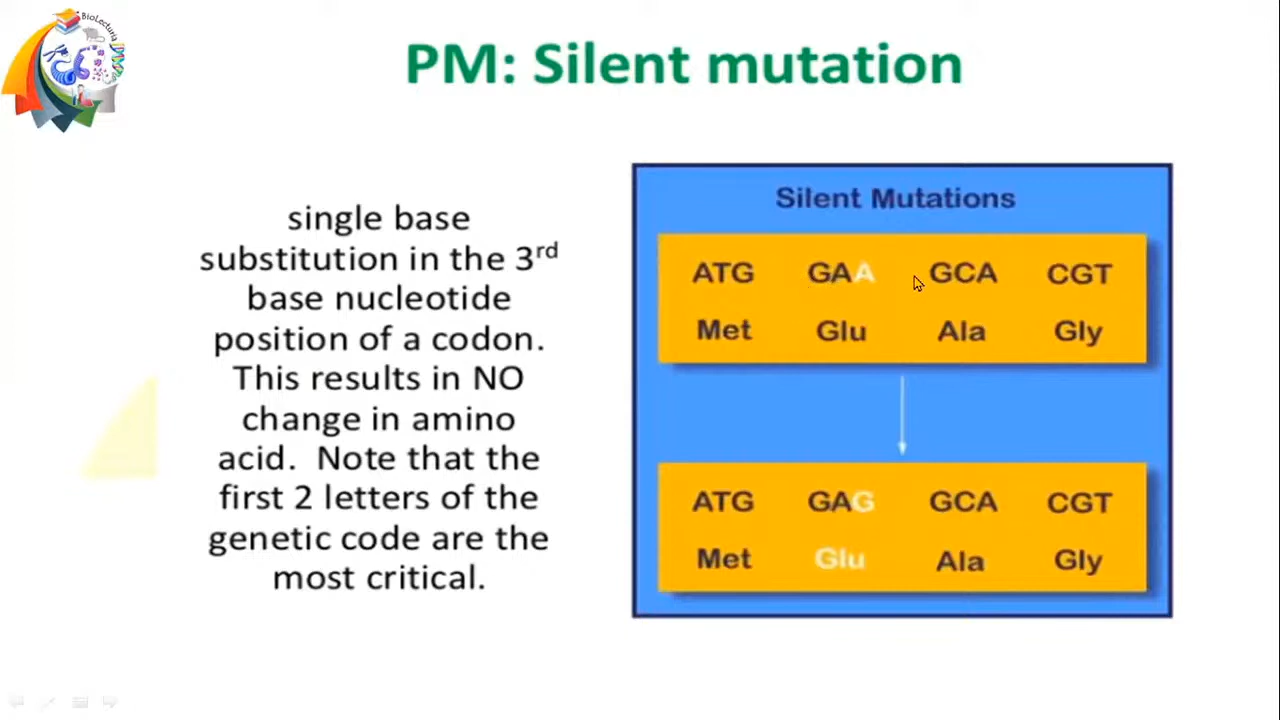 BioLecturia
PM: Silent mutation
single base
substitution in the 3rd
base nucleotide
position of a codon.
This results in NO
change in amino
acid. Note that the
first 2 letters of the
genetic code are the
most critical.
Silent Mutations
ATG GAA GCA CGT
Met Glu Ala Gly
ATG GAG GCA CGT
Met Glu Ala Gly